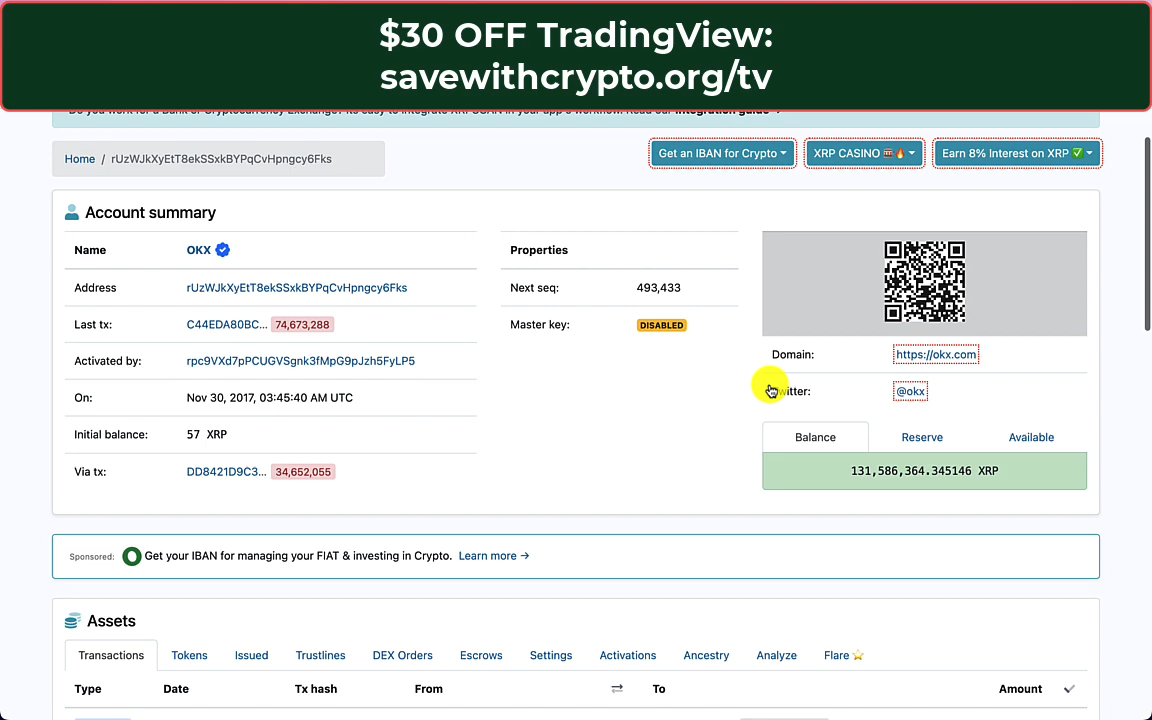 $30 OFF TradingView:
savewithcrypto.org/tv
Home / rUzWJkXyEtT8ekSSxkBYPqCvHpngcy6Fks
Get an IBAN for Crypto
XRP CASINO 🎰🔥
Earn 8% Interest on XRP ✅
Account summary
Name OKX
Address rUzWJkXyEtT8ekSSxkBYPqCvHpngcy6Fks
Last tx: C44EDA80BC... 74,673,288
Activated by: rpc9VXd7pPCUGVSgnk3fMpG9pJzh5FyLP5
On: Nov 30, 2017, 03:45:40 AM UTC
Initial balance: 57 XRP
Via tx: DD8421D9C3... 34,652,055
Properties
Next seq: 493,433
Master key: DISABLED
Domain: https://okx.com
witter: @okx
Balance Reserve Available
131,586,364.345146 XRP
Sponsored: Get your IBAN for managing your FIAT & investing in Crypto. Learn more →
Assets
Transactions Tokens Issued Trustlines DEX Orders Escrows Settings Activations Ancestry Analyze Flare ⭐
Type Date Tx hash From To Amount